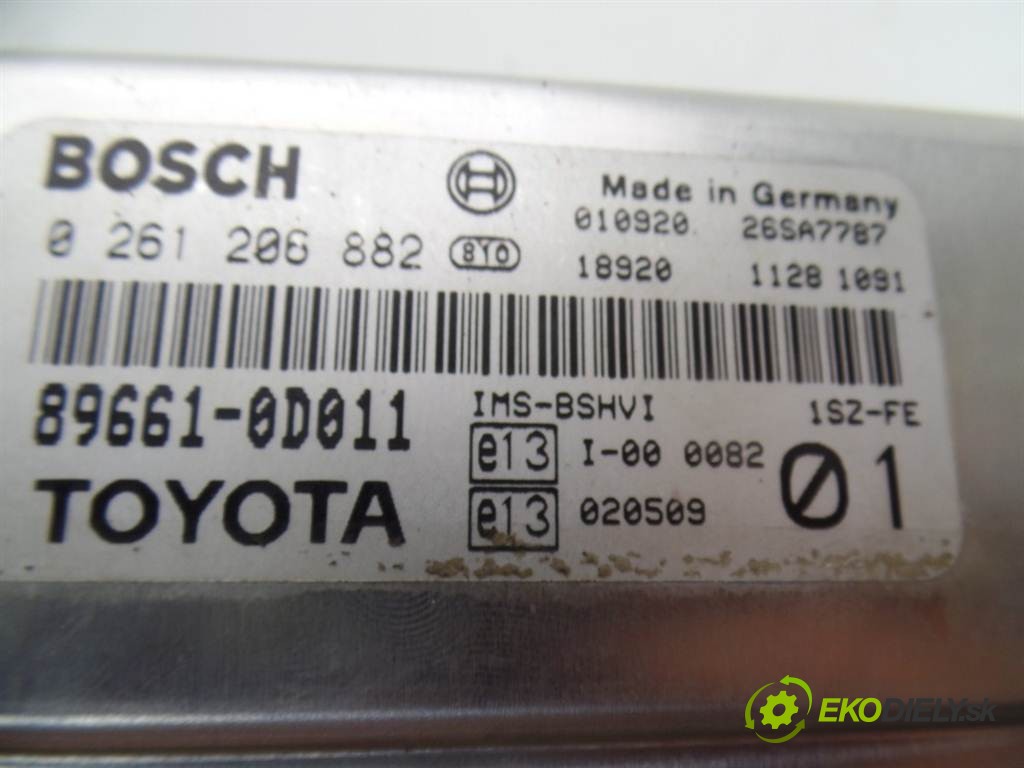 BOSCH
Made in Germany
0 261 206 882 8Y0
010920 26SA7787
18920 1128 1091
89661-0D011
IMS-BSHVI 1SZ-FE
e13 I-00 0082
TOYOTA
e13 020509
01
EKODIELY.sk